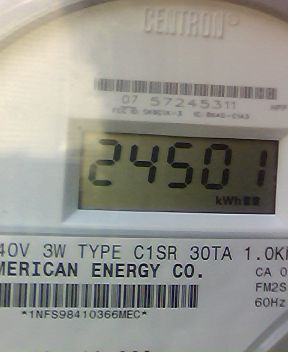 CENTRON®
07 57245311
24501
kWh
40V 3W TYPE C1SR 30TA 1.0K
MERICAN ENERGY CO.
CA 0
FM2S
60Hz
*1NFS98410366MEC*